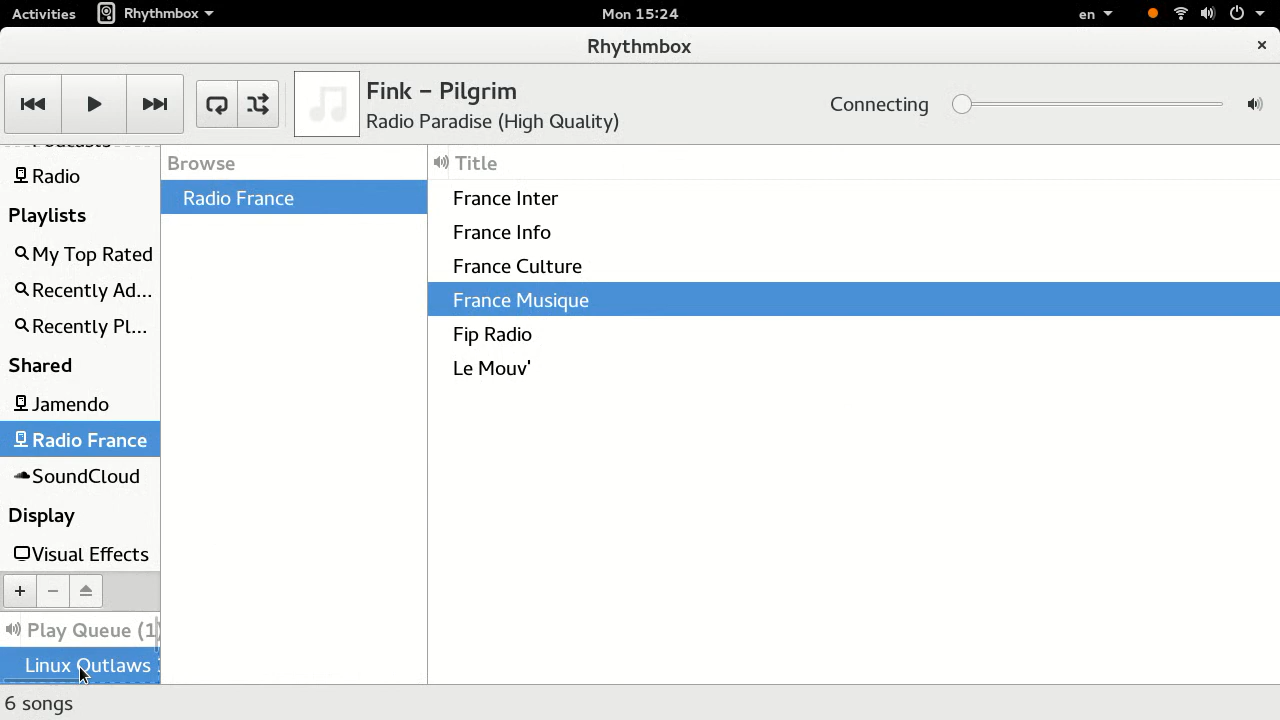 Activities Rhythmbox Mon 15:24 en
Rhythmbox
Fink – Pilgrim
Radio Paradise (High Quality)
Connecting
Podcasts
Radio
Playlists
My Top Rated
Recently Ad...
Recently Pl...
Shared
Jamendo
Radio France
SoundCloud
Display
Visual Effects
Play Queue (1)
Linux Outlaws
Browse
Radio France
Title
France Inter
France Info
France Culture
France Musique
Fip Radio
Le Mouv'
6 songs